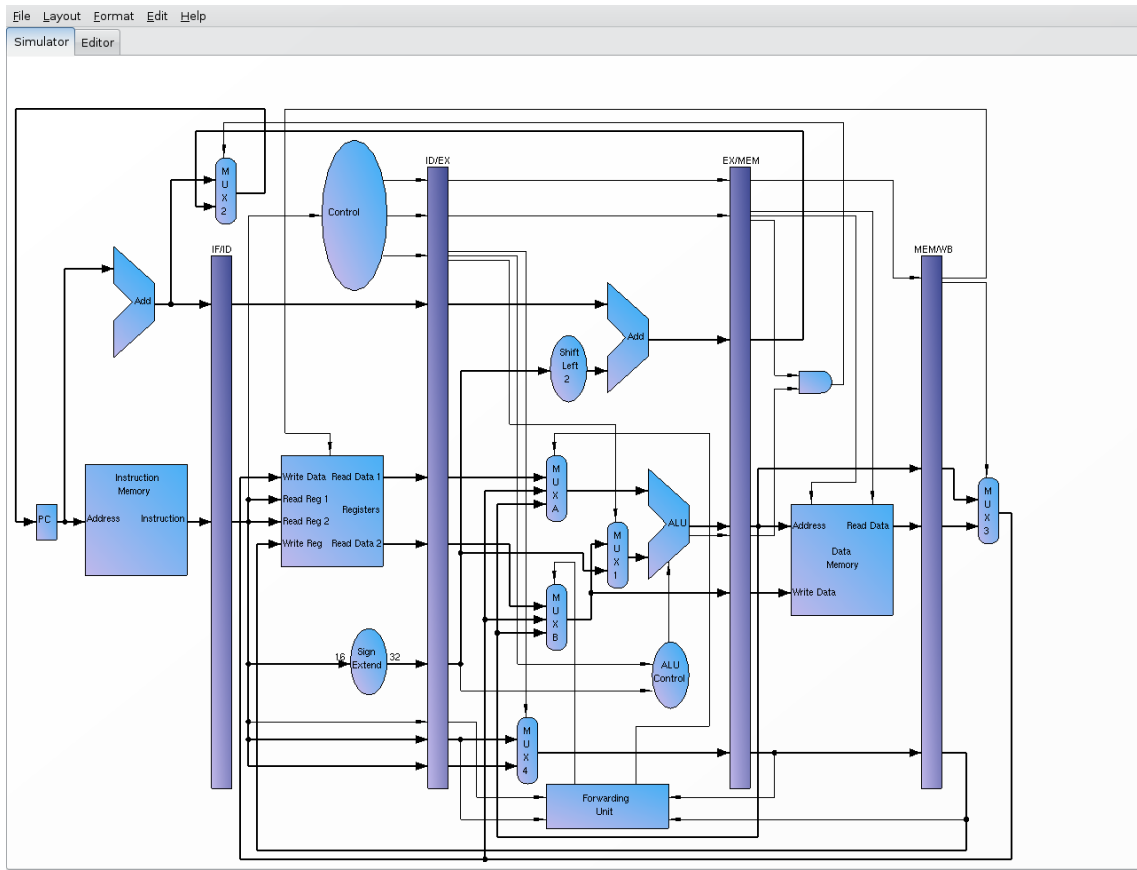 File Layout Format Edit Help
Simulator Editor
ID/EX
EX/MEM
M
U
X
2
Control
IF/ID
MEM/WB
Add
Add
Shift
Left
2
Instruction
Memory
Address Instruction
PC
Write Data Read Data 1
Read Reg 1
Registers
Read Reg 2
Write Reg Read Data 2
M
U
X
A
ALU
M
U
X
1
M
U
X
B
Address Read Data
Data
Memory
Write Data
M
U
X
3
16 Sign 32
Extend
ALU
Control
M
U
X
4
Forwarding
Unit